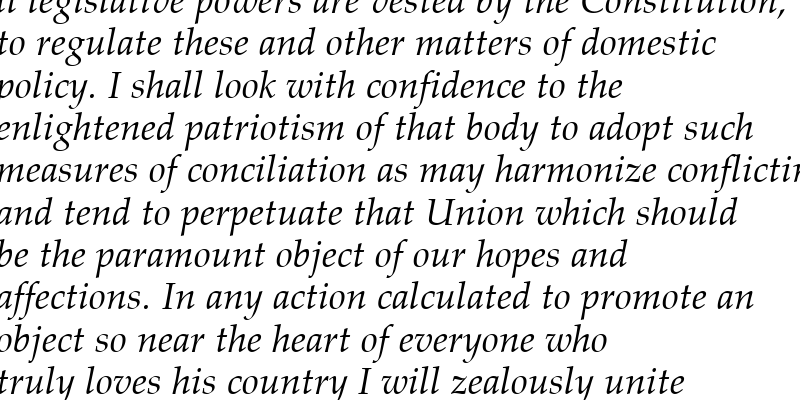 legislative powers are vested by the Constitution,
to regulate these and other matters of domestic
policy. I shall look with confidence to the
enlightened patriotism of that body to adopt such
measures of conciliation as may harmonize conflictin
and tend to perpetuate that Union which should
be the paramount object of our hopes and
affections. In any action calculated to promote an
object so near the heart of everyone who
truly loves his country I will zealously unite